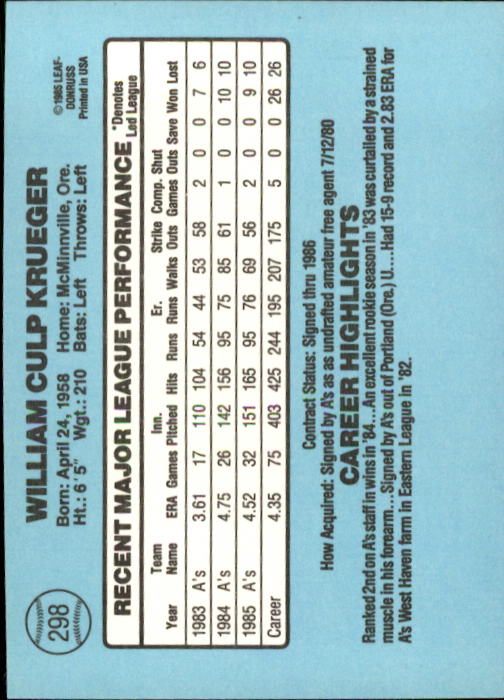 298
WILLIAM CULP KRUEGER
©1985 LEAF-
DONRUSS
Printed in USA
Born: April 24, 1958 Home: McMinnville, Ore.
Ht.: 6'5" Wgt.: 210 Bats: Left Throws: Left
RECENT MAJOR LEAGUE PERFORMANCE *Denotes
Led League
Team Inn. Er. Strike Comp. Shut
Year Name ERA Games Pitched Hits Runs Runs Walks Outs Games Outs Save Won Lost
1983 A's 3.61 17 110 104 54 44 53 58 2 0 0 7 6
1984 A's 4.75 26 142 156 95 75 85 61 1 0 0 10 10
1985 A's 4.52 32 151 165 95 76 69 56 2 0 0 9 10
Career 4.35 75 403 425 244 195 207 175 5 0 0 26 26
Contract Status: Signed thru 1986
How Acquired: Signed by A's as as undrafted amateur free agent 7/12/80
CAREER HIGHLIGHTS
Ranked 2nd on A's staff in wins in '84...An excellent rookie season in '83 was curtailed by a strained
muscle in his forearm...Signed by A's out of Portland (Ore.) U....Had 15-9 record and 2.83 ERA for
A's West Haven farm in Eastern League in '82.